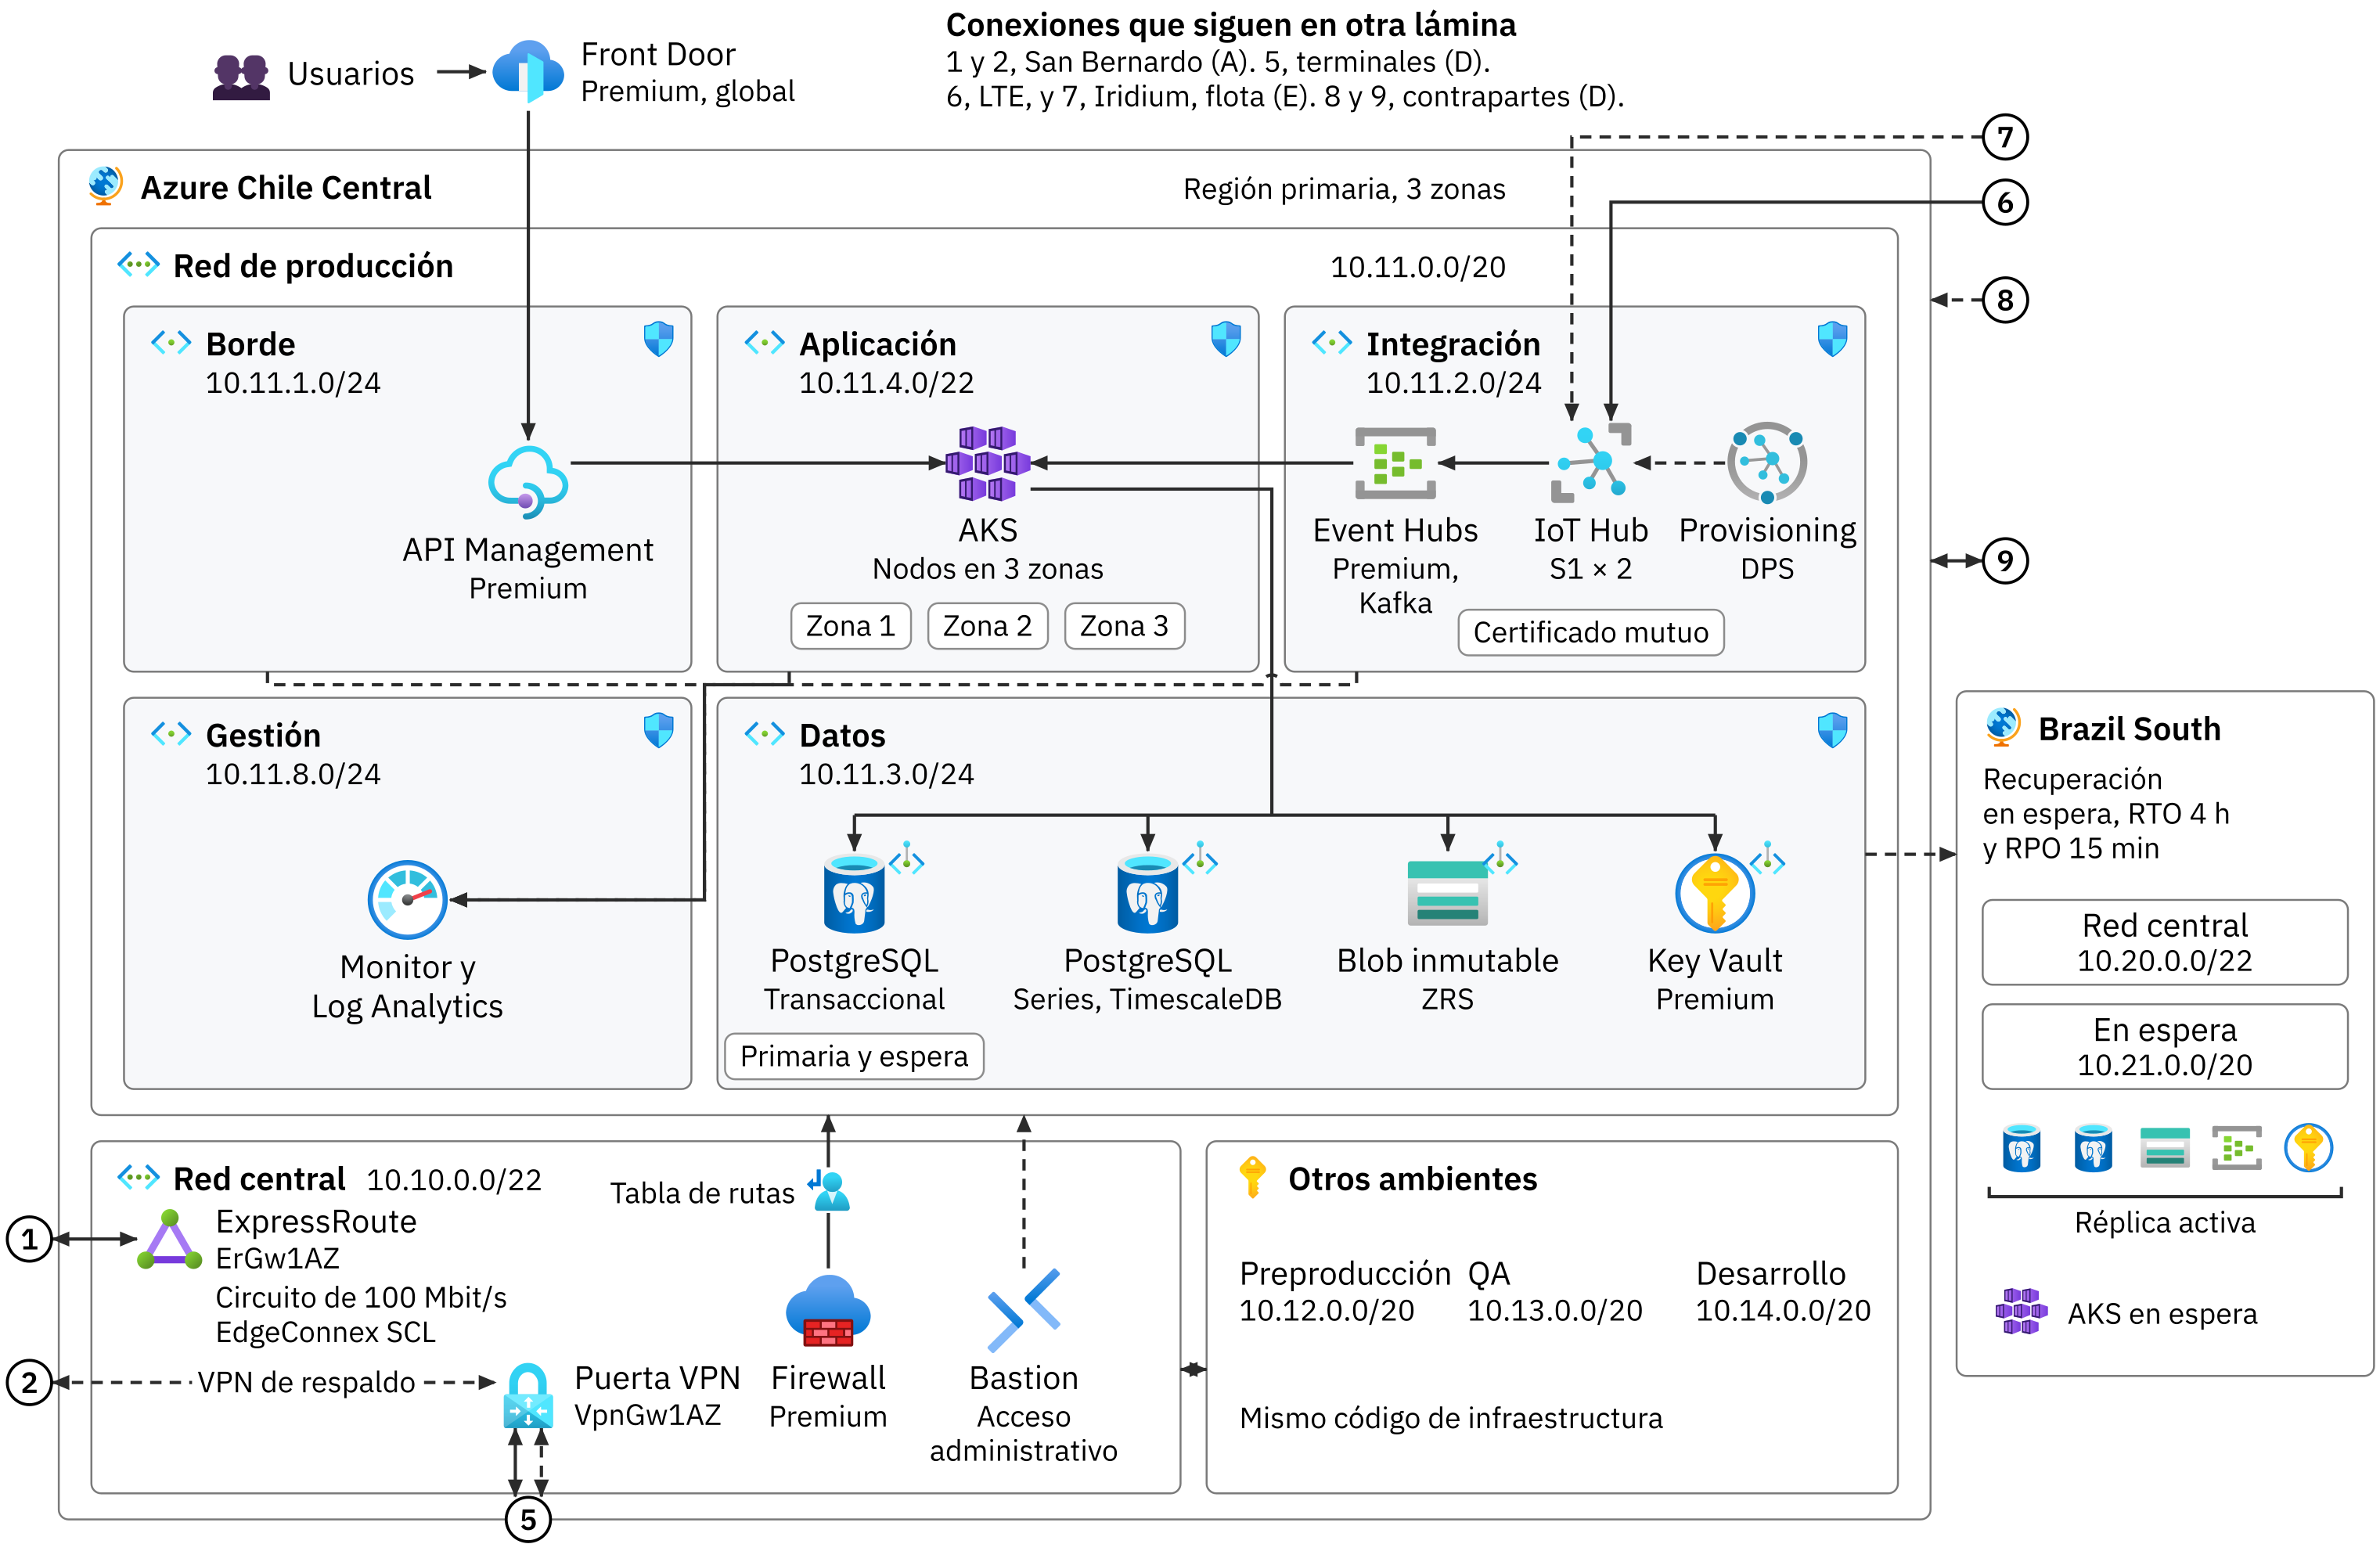 Conexiones que siguen en otra lámina
1 y 2, San Bernardo (A). 5, terminales (D).
6, LTE, y 7, Iridium, flota (E). 8 y 9, contrapartes (D).
Usuarios
Front Door
Premium, global
7
6
8
9
Azure Chile Central
Región primaria, 3 zonas
Red de producción
10.11.0.0/20
Borde
10.11.1.0/24
API Management
Premium
Aplicación
10.11.4.0/22
AKS
Nodos en 3 zonas
Zona 1
Zona 2
Zona 3
Integración
10.11.2.0/24
Event Hubs
Premium,
Kafka
IoT Hub
S1 × 2
Provisioning
DPS
Certificado mutuo
Gestión
10.11.8.0/24
Monitor y
Log Analytics
Datos
10.11.3.0/24
PostgreSQL
Transaccional
Primaria y espera
PostgreSQL
Series, TimescaleDB
Blob inmutable
ZRS
Key Vault
Premium
Brazil South
Recuperación
en espera, RTO 4 h
y RPO 15 min
Red central
10.20.0.0/22
En espera
10.21.0.0/20
Réplica activa
AKS en espera
Red central 10.10.0.0/22
1
ExpressRoute
ErGw1AZ
Circuito de 100 Mbit/s
EdgeConnex SCL
2
VPN de respaldo
Puerta VPN
VpnGw1AZ
5
Tabla de rutas
Firewall
Premium
Bastion
Acceso
administrativo
Otros ambientes
Preproducción
10.12.0.0/20
QA
10.13.0.0/20
Desarrollo
10.14.0.0/20
Mismo código de infraestructura